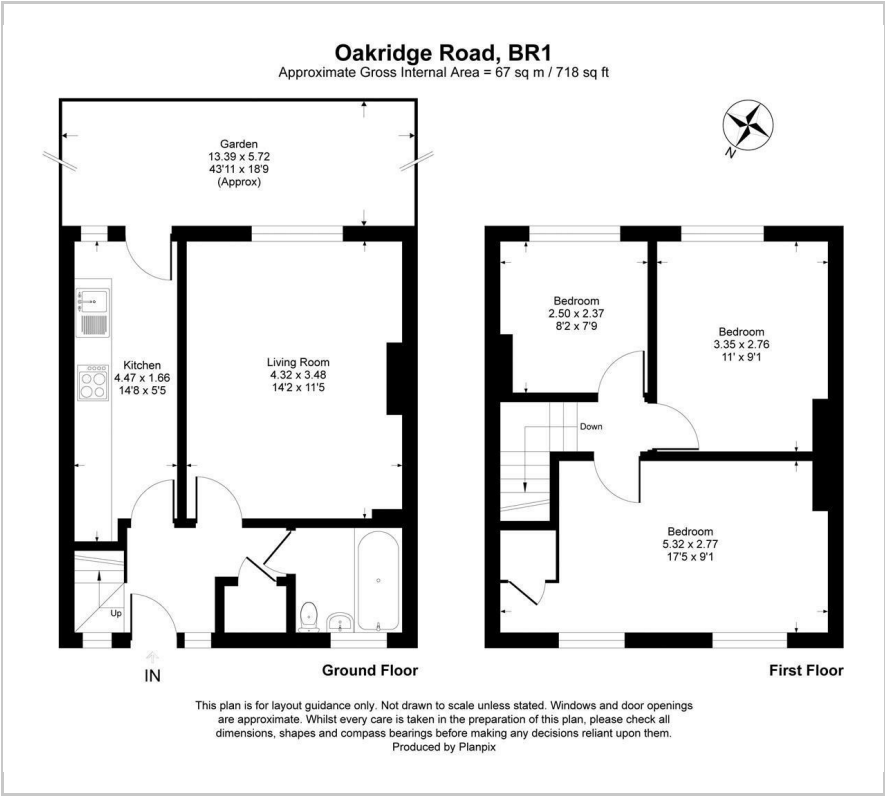 Oakridge Road, BR1
Approximate Gross Internal Area = 67 sq m / 718 sq ft
N
Garden
13.39 x 5.72
43'11 x 18'9
(Approx)
Kitchen
4.47 x 1.66
14'8 x 5'5
Living Room
4.32 x 3.48
14'2 x 11'5
Up
IN
Ground Floor
Bedroom
2.50 x 2.37
8'2 x 7'9
Bedroom
3.35 x 2.76
11' x 9'1
Down
Bedroom
5.32 x 2.77
17'5 x 9'1
First Floor
This plan is for layout guidance only. Not drawn to scale unless stated. Windows and door openings
are approximate. Whilst every care is taken in the preparation of this plan, please check all
dimensions, shapes and compass bearings before making any decisions reliant upon them.
Produced by Planpix